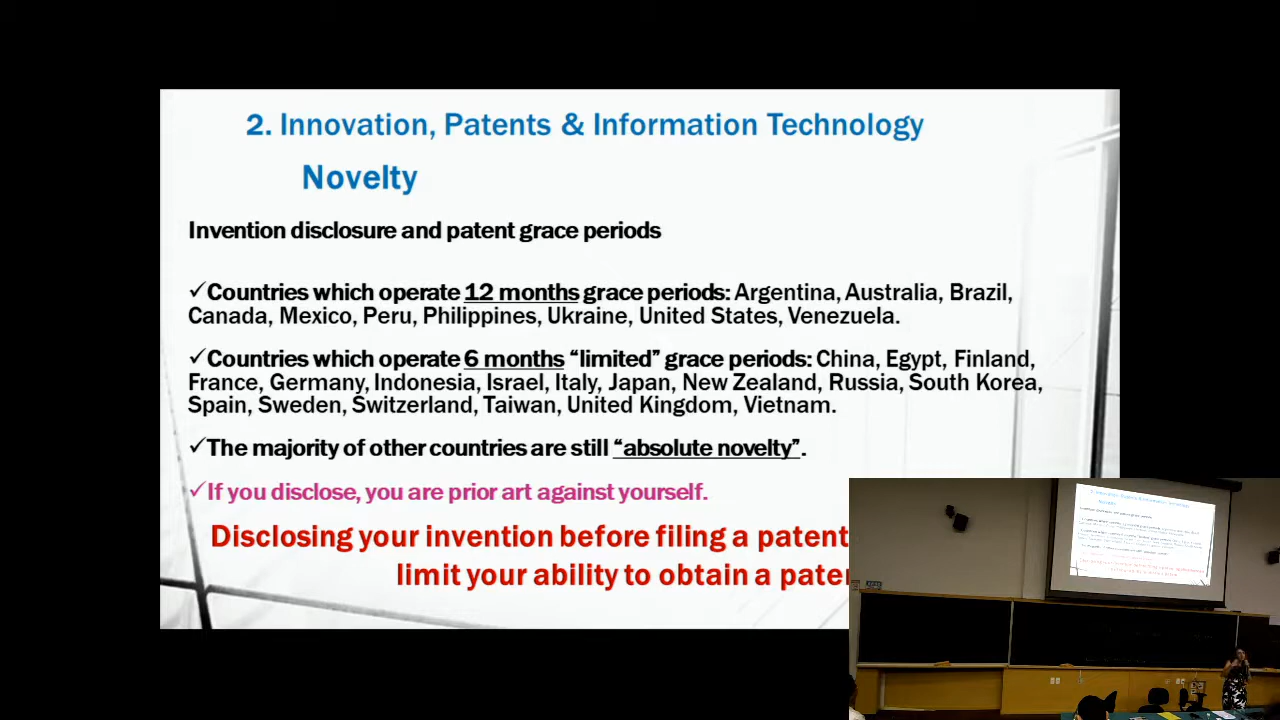 2. Innovation, Patents & Information Technology
Novelty
Invention disclosure and patent grace periods
✓Countries which operate 12 months grace periods: Argentina, Australia, Brazil,
Canada, Mexico, Peru, Philippines, Ukraine, United States, Venezuela.
✓Countries which operate 6 months “limited” grace periods: China, Egypt, Finland,
France, Germany, Indonesia, Israel, Italy, Japan, New Zealand, Russia, South Korea,
Spain, Sweden, Switzerland, Taiwan, United Kingdom, Vietnam.
✓The majority of other countries are still “absolute novelty”.
✓If you disclose, you are prior art against yourself.
Disclosing your invention before filing a patent
limit your ability to obtain a